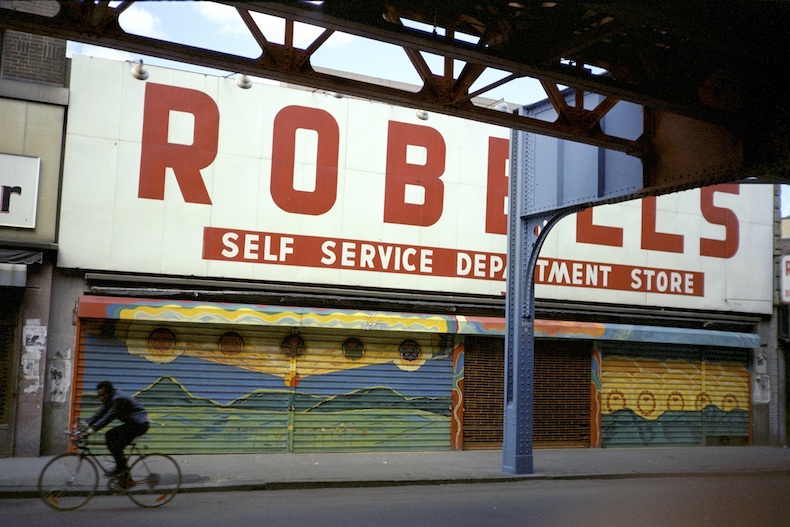 r
ROBELLS
SELF SERVICE DEPARTMENT STORE